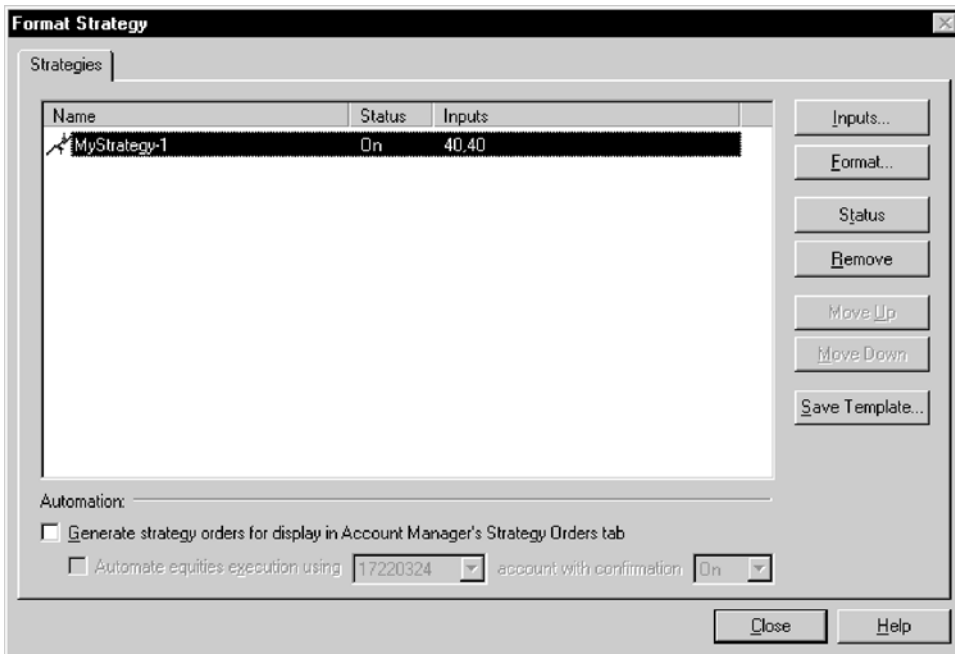 Format Strategy
Strategies
Name Status Inputs
MyStrategy-1 On 40,40
Inputs...
Format...
Status
Remove
Move Up
Move Down
Save Template...
Automation:
Generate strategy orders for display in Account Manager's Strategy Orders tab
Automate equities execution using 17220324 account with confirmation On
Close Help